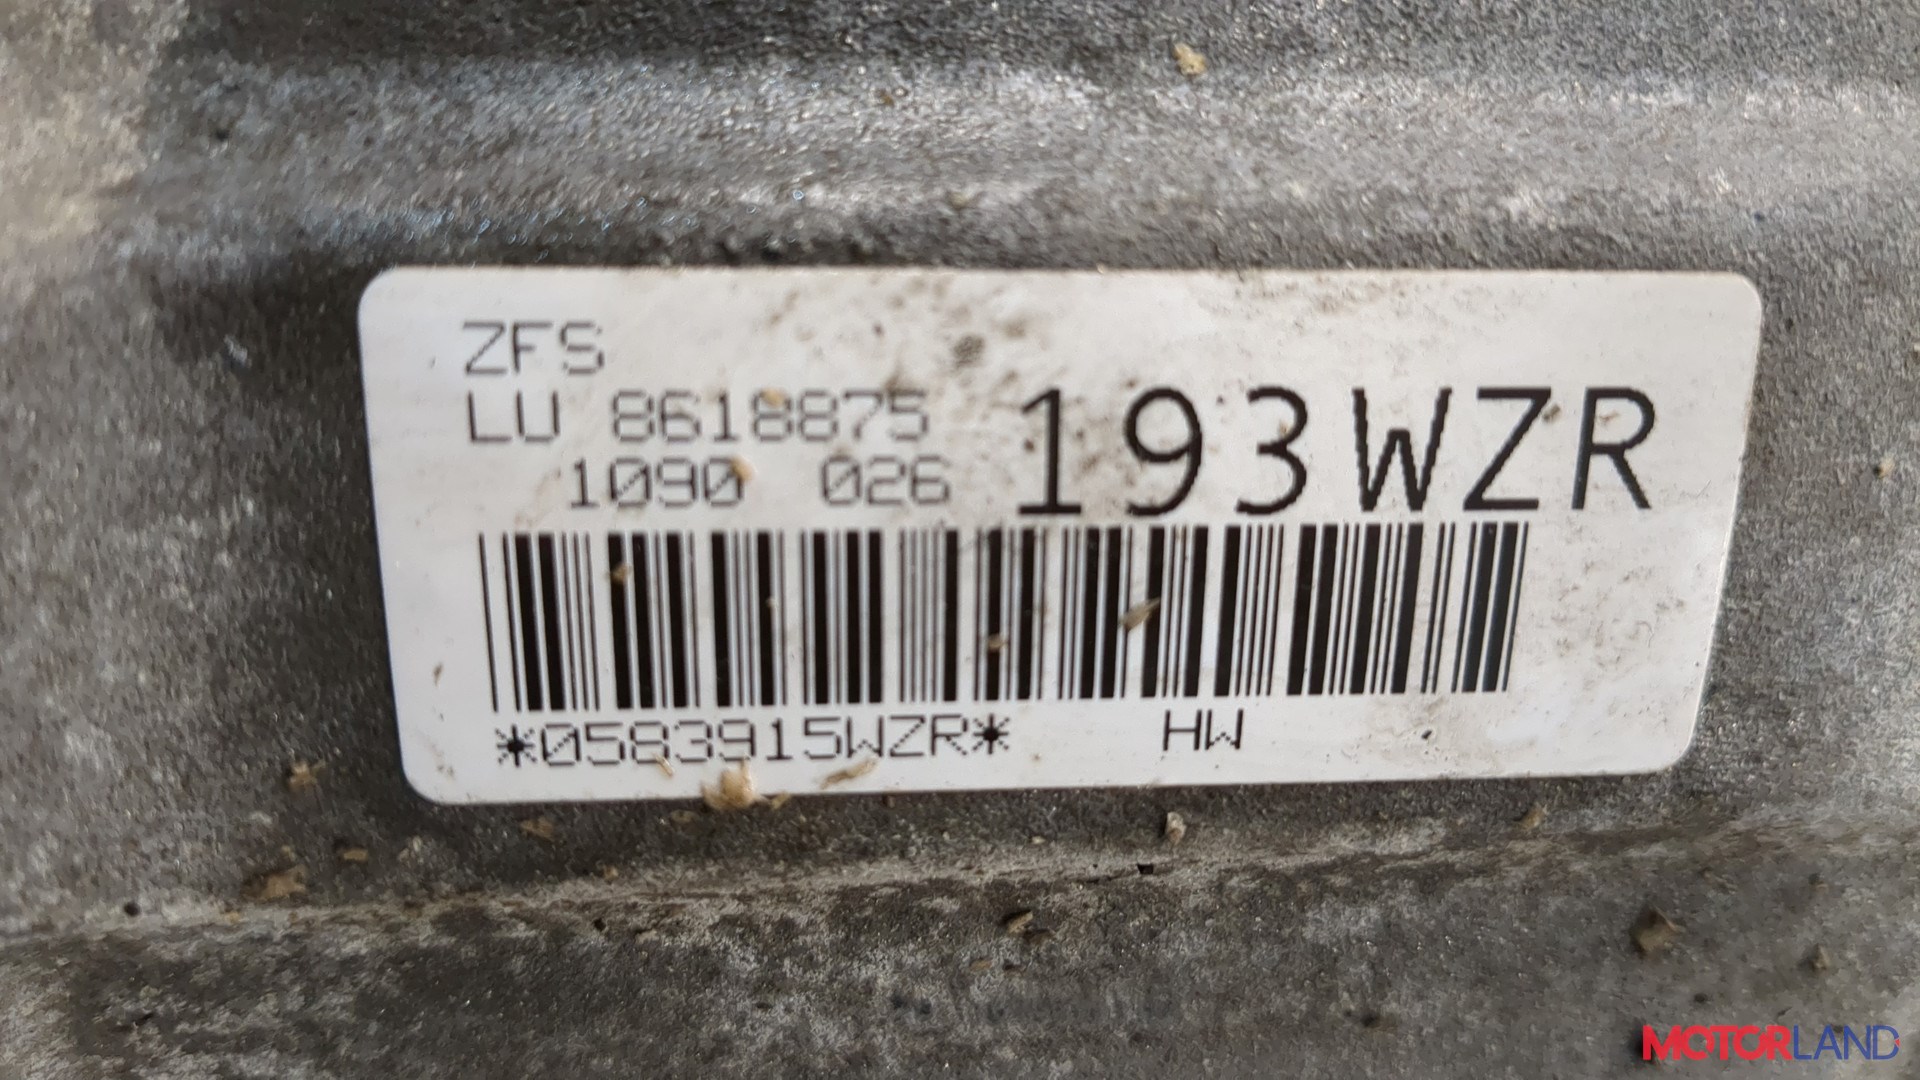 ZFS
LU 8618875
1090 026 193WZR
*0583915WZR* HW
MOTORLAND